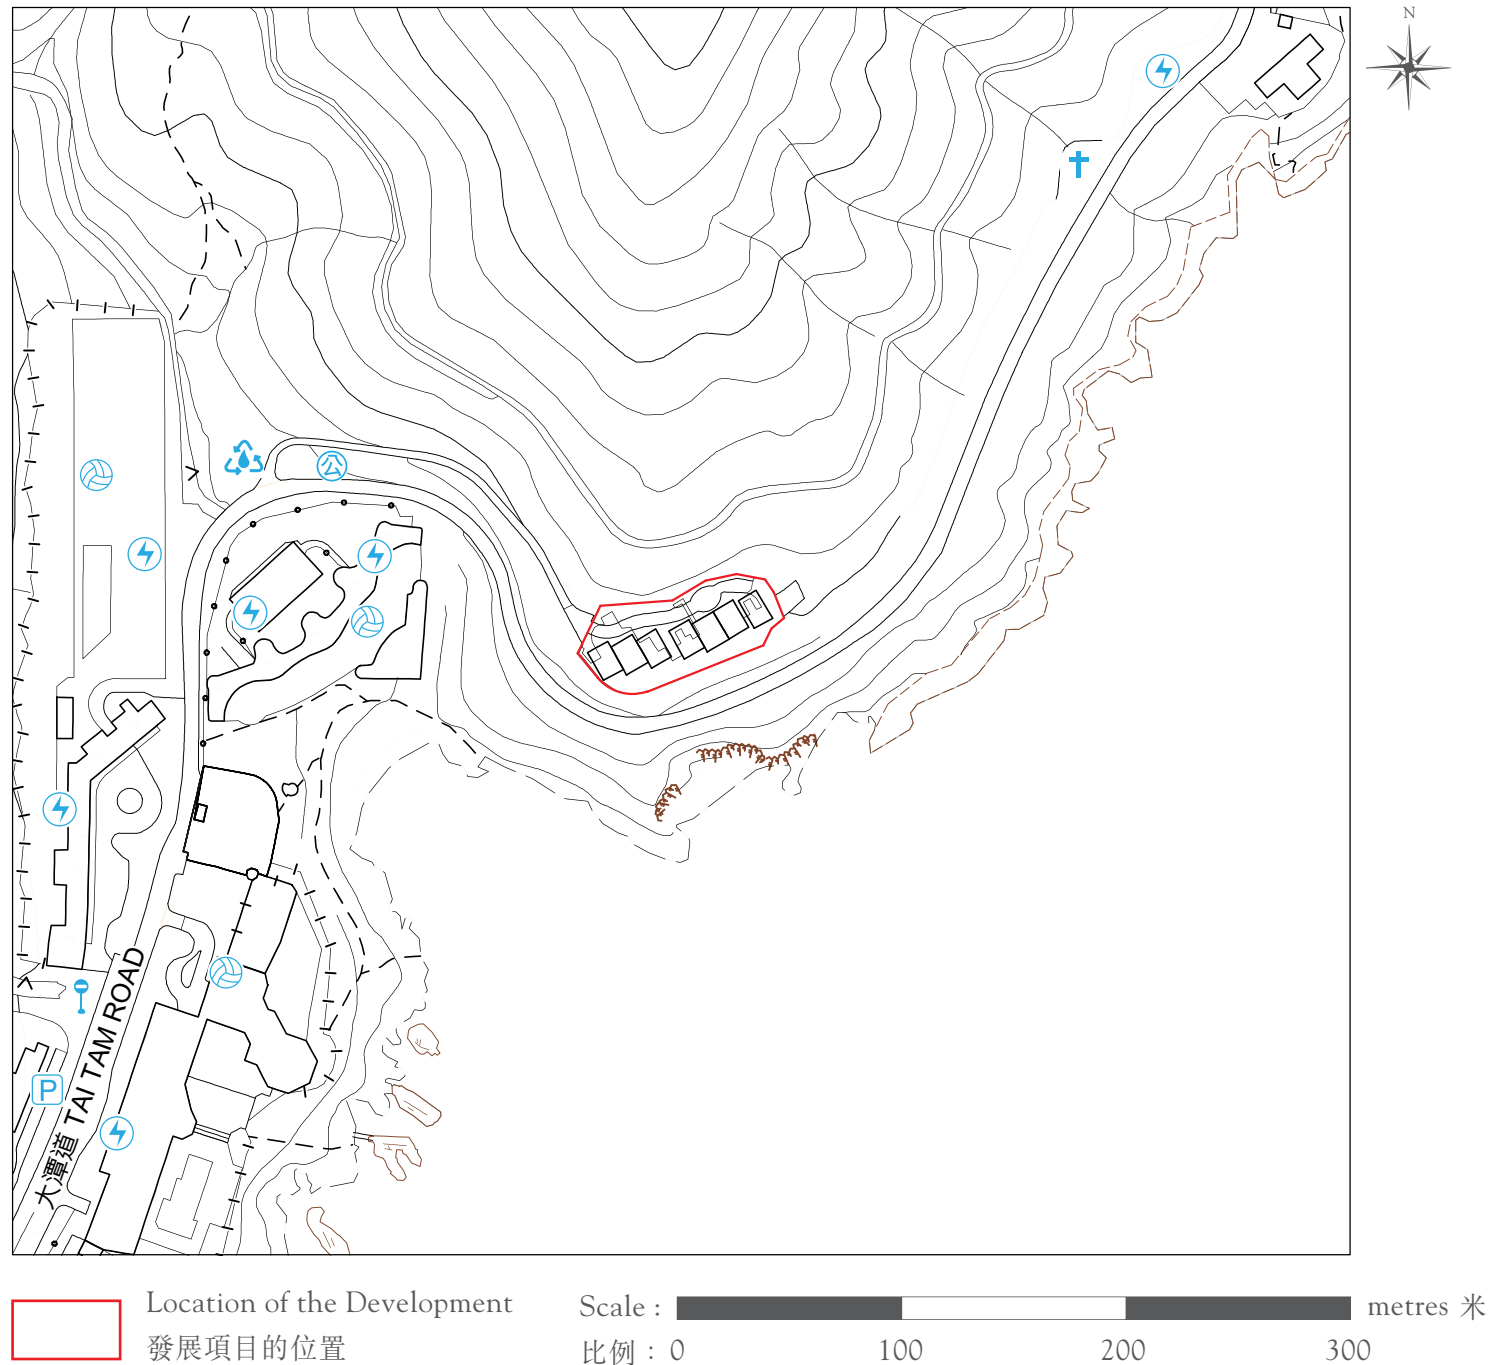 N
公
P
大潭道 TAI TAM ROAD
Location of the Development
發展項目的位置
Scale :
metres 米
比例 : 0 100 200 300